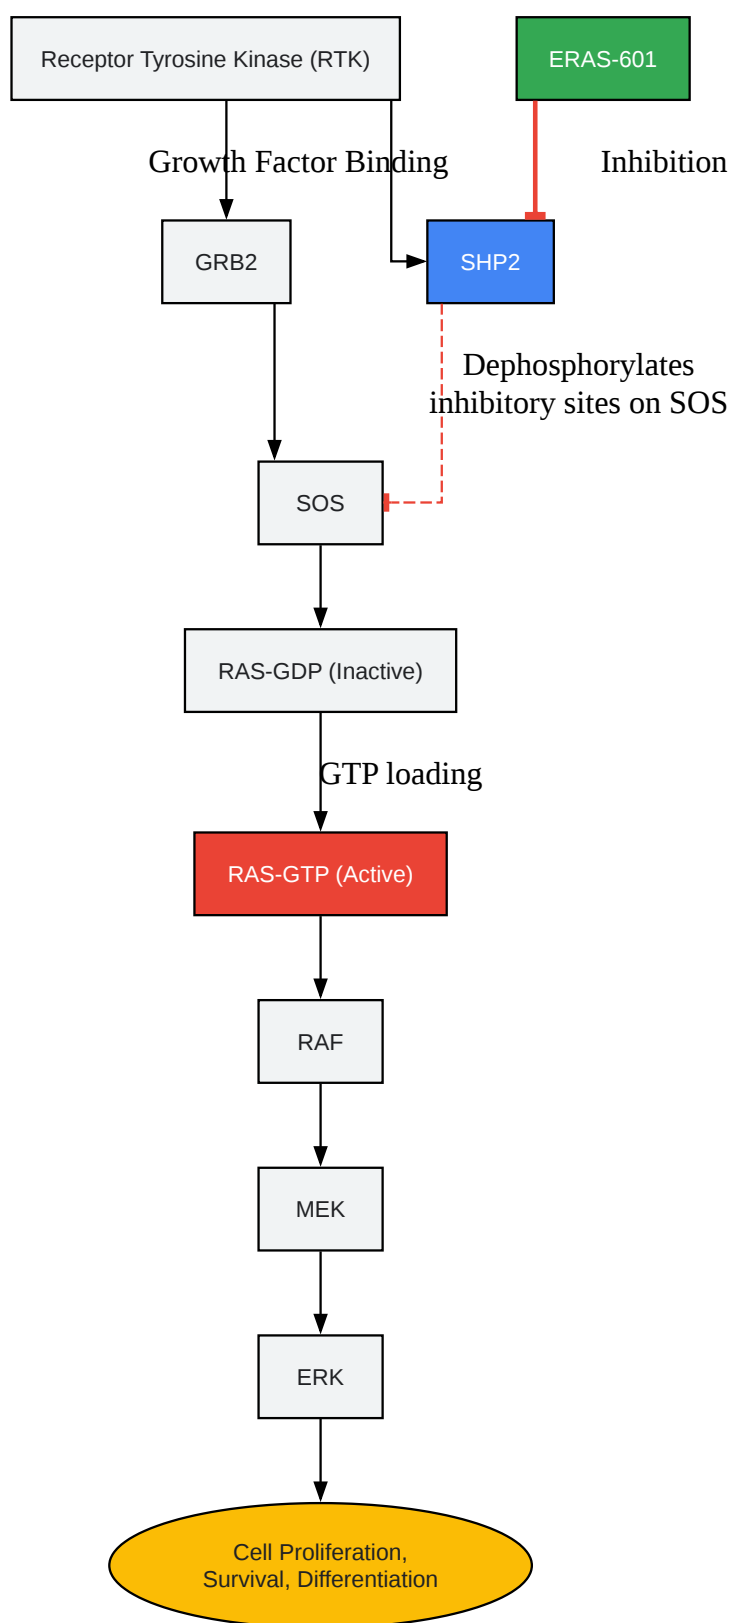 Receptor Tyrosine Kinase (RTK)
ERAS-601
Growth Factor Binding
Inhibition
GRB2
SHP2
Dephosphorylates
inhibitory sites on SOS
SOS
RAS-GDP (Inactive)
GTP loading
RAS-GTP (Active)
RAF
MEK
ERK
Cell Proliferation,
Survival, Differentiation